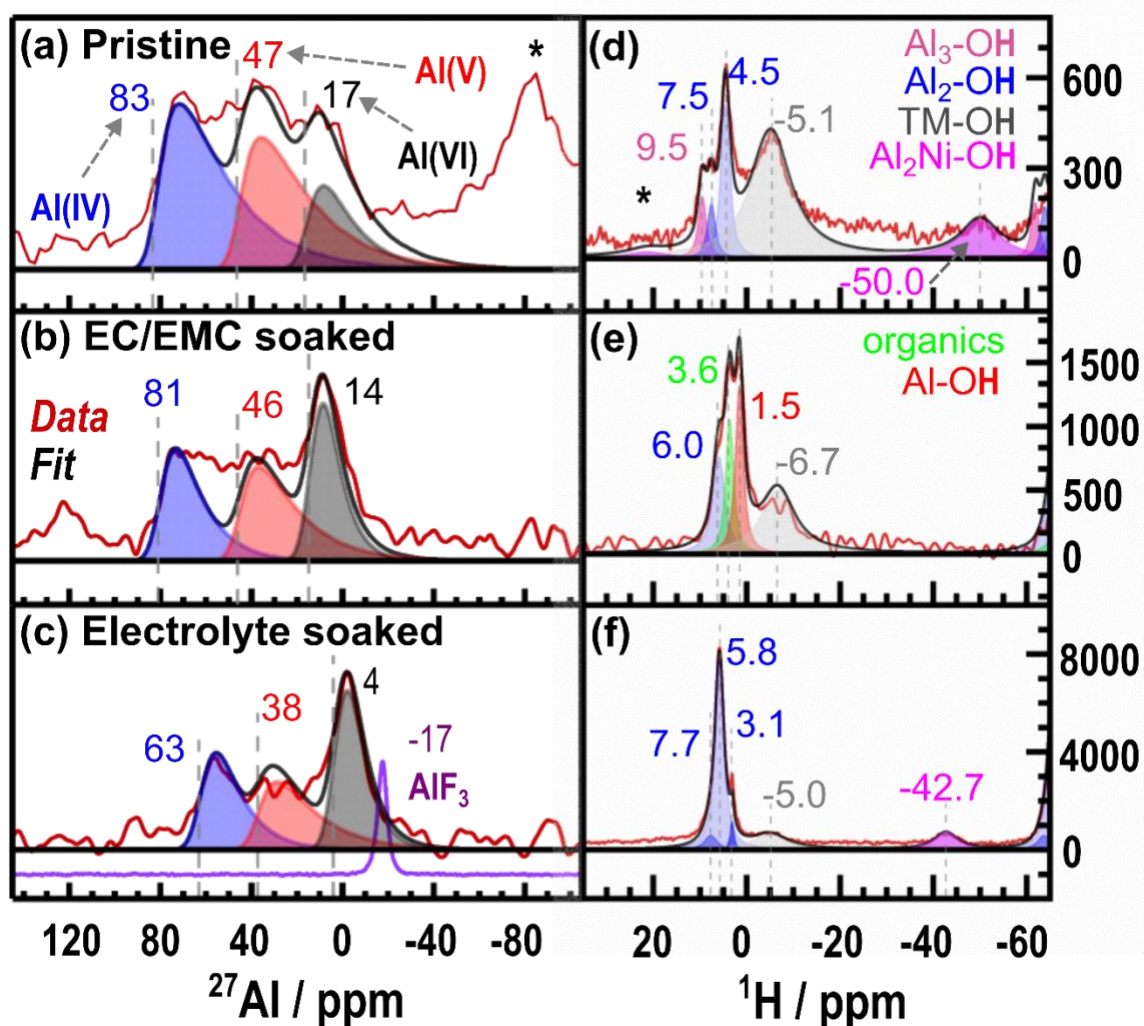 (a) Pristine
47
Al(V)
*
83
17
Al(IV)
Al(VI)
(b) EC/EMC soaked
81
46
14
Data
Fit
(c) Electrolyte soaked
63
38
4
-17
AlF₃
120 80 40 0 -40 -80
²⁷Al / ppm
(d)
4.5
7.5
-5.1
9.5
*
-50.0
Al₃-OH
Al₂-OH
TM-OH
Al₂Ni-OH
600
300
0
(e)
organics
Al-OH
3.6
1.5
6.0
-6.7
1500
1000
500
0
(f)
5.8
7.7
3.1
-5.0
-42.7
8000
4000
0
20 0 -20 -40 -60
¹H / ppm